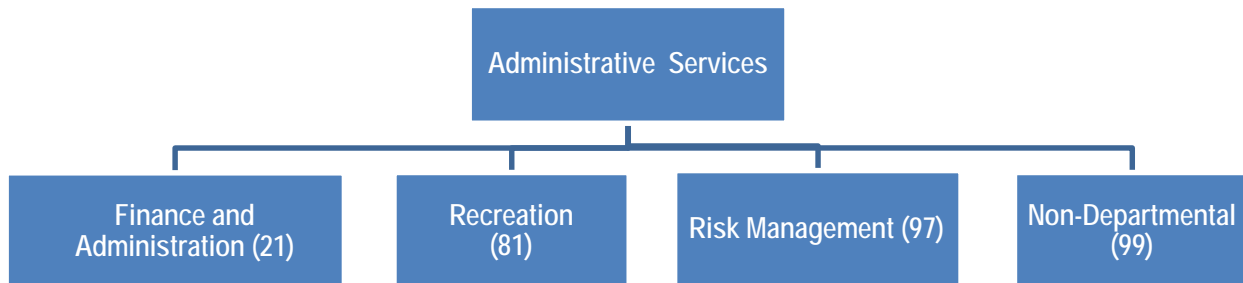 Administrative Services
Finance and
Administration (21)
Recreation
(81)
Risk Management (97)
Non-Departmental
(99)